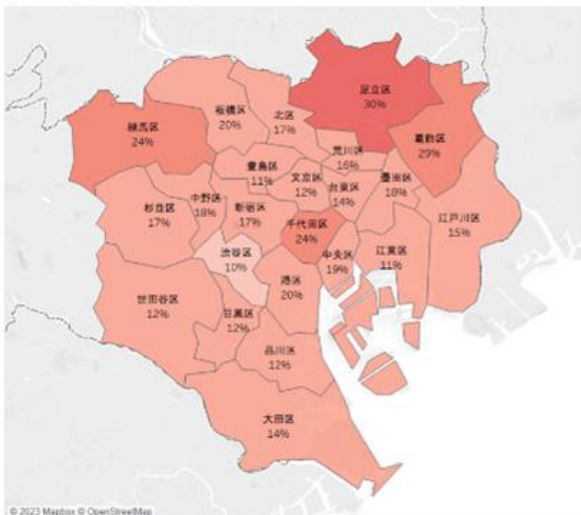 足立区
30%
板橋区
20%
北区
17%
練馬区
24%
葛飾区
29%
荒川区
16%
豊島区
11%
文京区
12%
台東区
14%
墨田区
18%
中野区
18%
杉並区
17%
新宿区
17%
江戸川区
15%
千代田区
24%
渋谷区
10%
中央区
19%
江東区
11%
港区
20%
世田谷区
12%
目黒区
12%
品川区
12%
大田区
14%
© 2023 Mapbox © OpenStreetMap